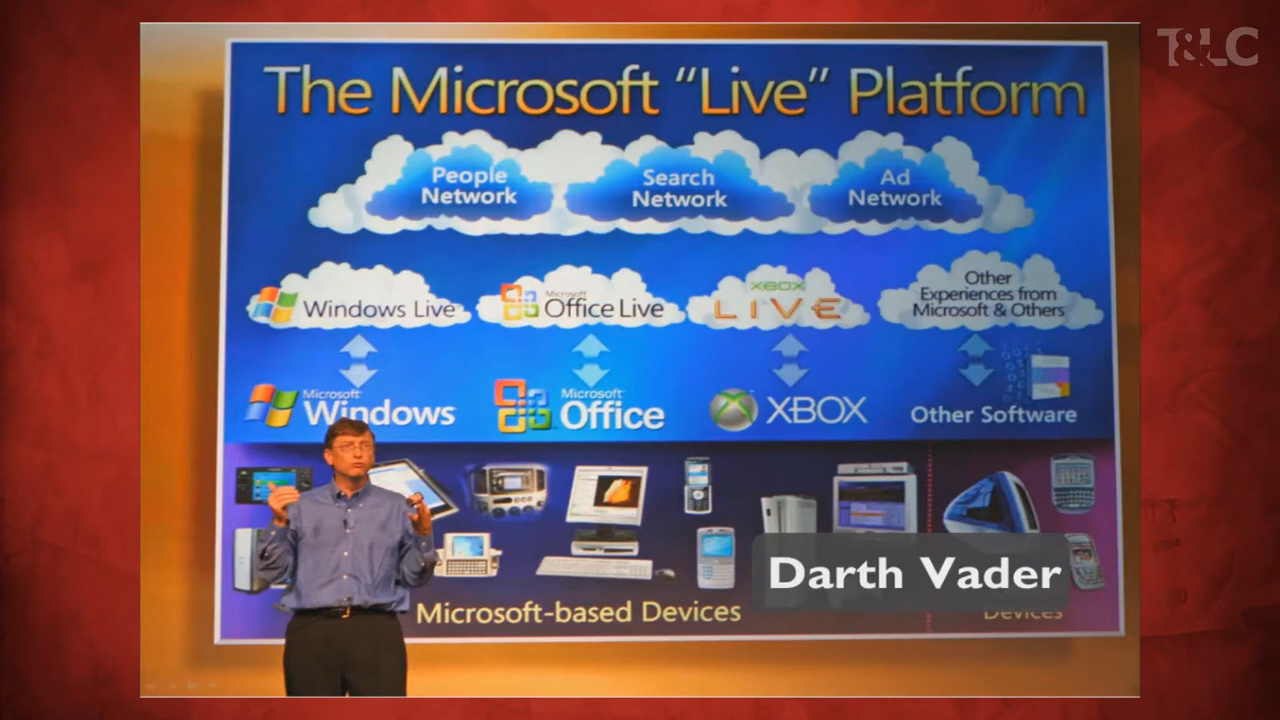 T&LC
The Microsoft “Live” Platform
People
Network
Search
Network
Ad
Network
Windows Live
Microsoft
Office Live
XBOX
LIVE
Other
Experiences from
Microsoft & Others
Microsoft
Windows
Microsoft
Office
XBOX
Other Software
Darth Vader
Microsoft-based Devices
Devices